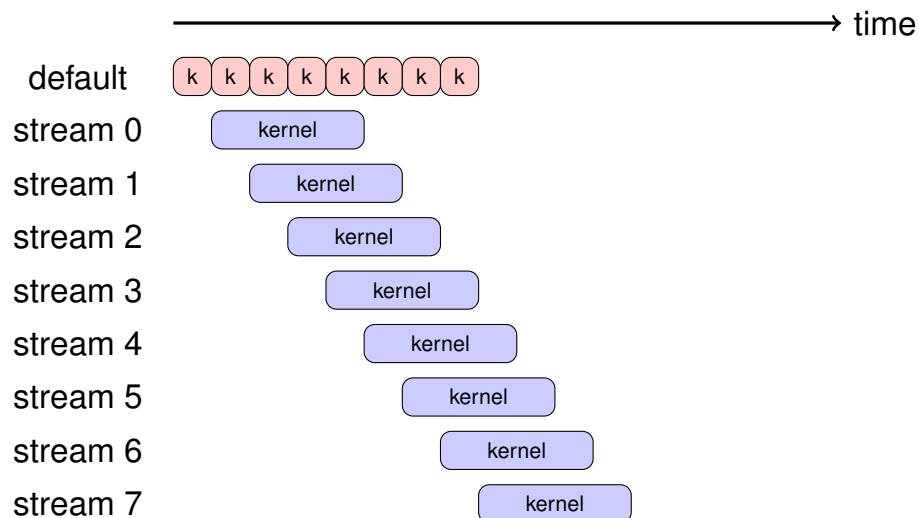 time
default k k k k k k k k
stream 0 kernel
stream 1 kernel
stream 2 kernel
stream 3 kernel
stream 4 kernel
stream 5 kernel
stream 6 kernel
stream 7 kernel